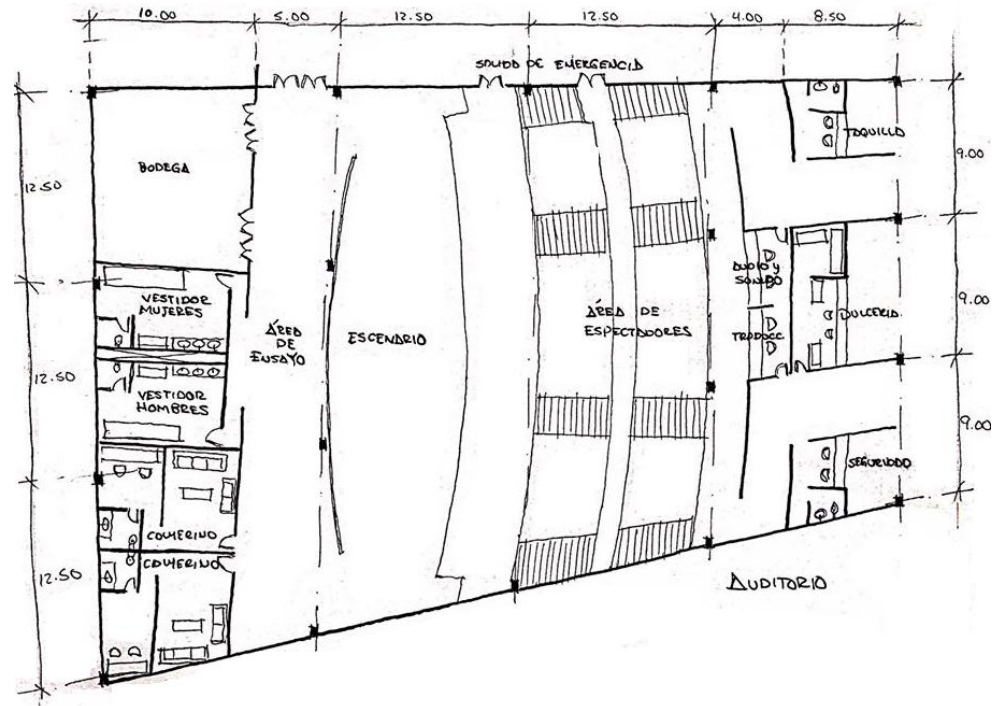 10.00 5.00 12.50 12.50 4.00 8.50
SALIDA DE EMERGENCIA
TAQUILLA
9.00
BODEGA
12.50
VESTIDOR
MUJERES
ÁREA
DE
ENSAYO
ESCENARIO
ÁREA DE
ESPECTADORES
AUDIO Y
SONIDO
TRADUCC.
DULCERIA
9.00
12.50
VESTIDOR
HOMBRES
9.00
SEGURIDAD
CAMERINO
CAMERINO
12.50
AUDITORIO